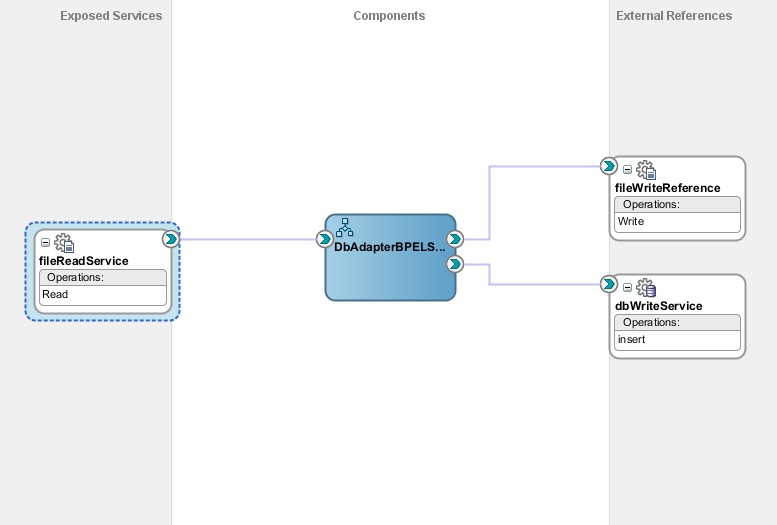 Exposed Services
Components
External References
fileReadService
Operations:
Read
DbAdapterBPELS...
fileWriteReference
Operations:
Write
dbWriteService
Operations:
insert